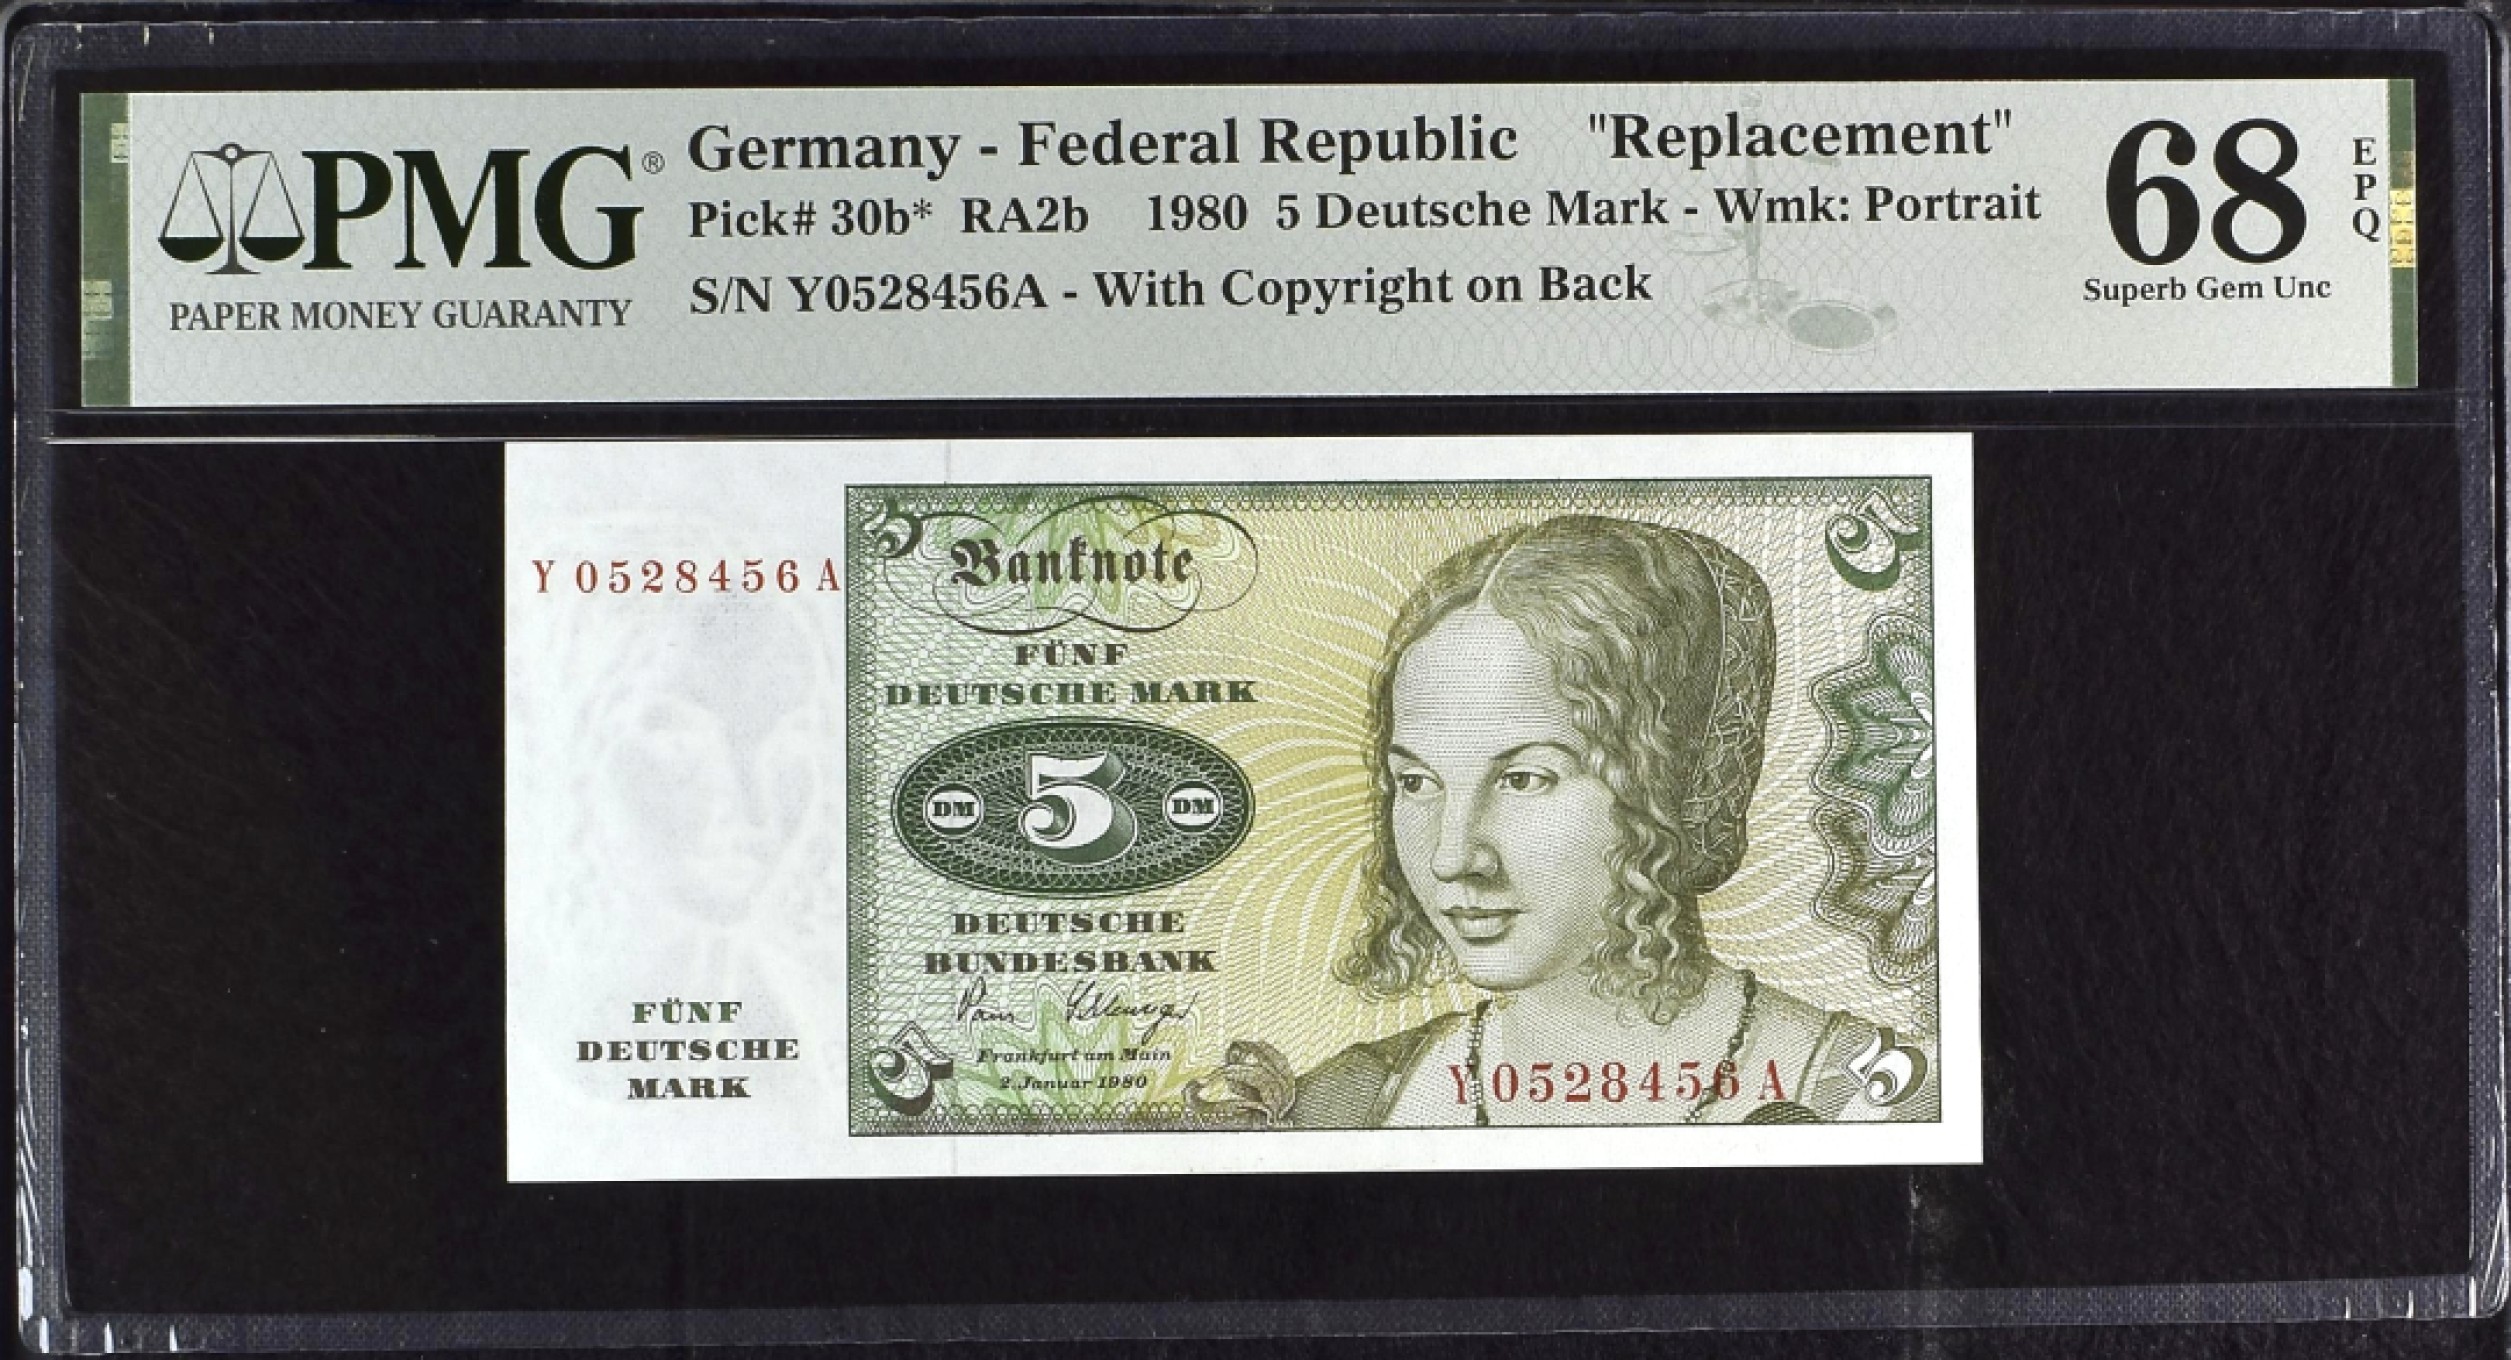 PMG®
PAPER MONEY GUARANTY
Germany - Federal Republic "Replacement"
Pick# 30b* RA2b 1980 5 Deutsche Mark - Wmk: Portrait
S/N Y0528456A - With Copyright on Back
68
EPQ
Superb Gem Unc
Y 0528456 A
FÜNF
DEUTSCHE
MARK
5
5
Banknote
FÜNF
DEUTSCHE MARK
DM 5 DM
DEUTSCHE
BUNDESBANK
Frankfurt am Main
2. Januar 1980
5
Y 0528456 A
5